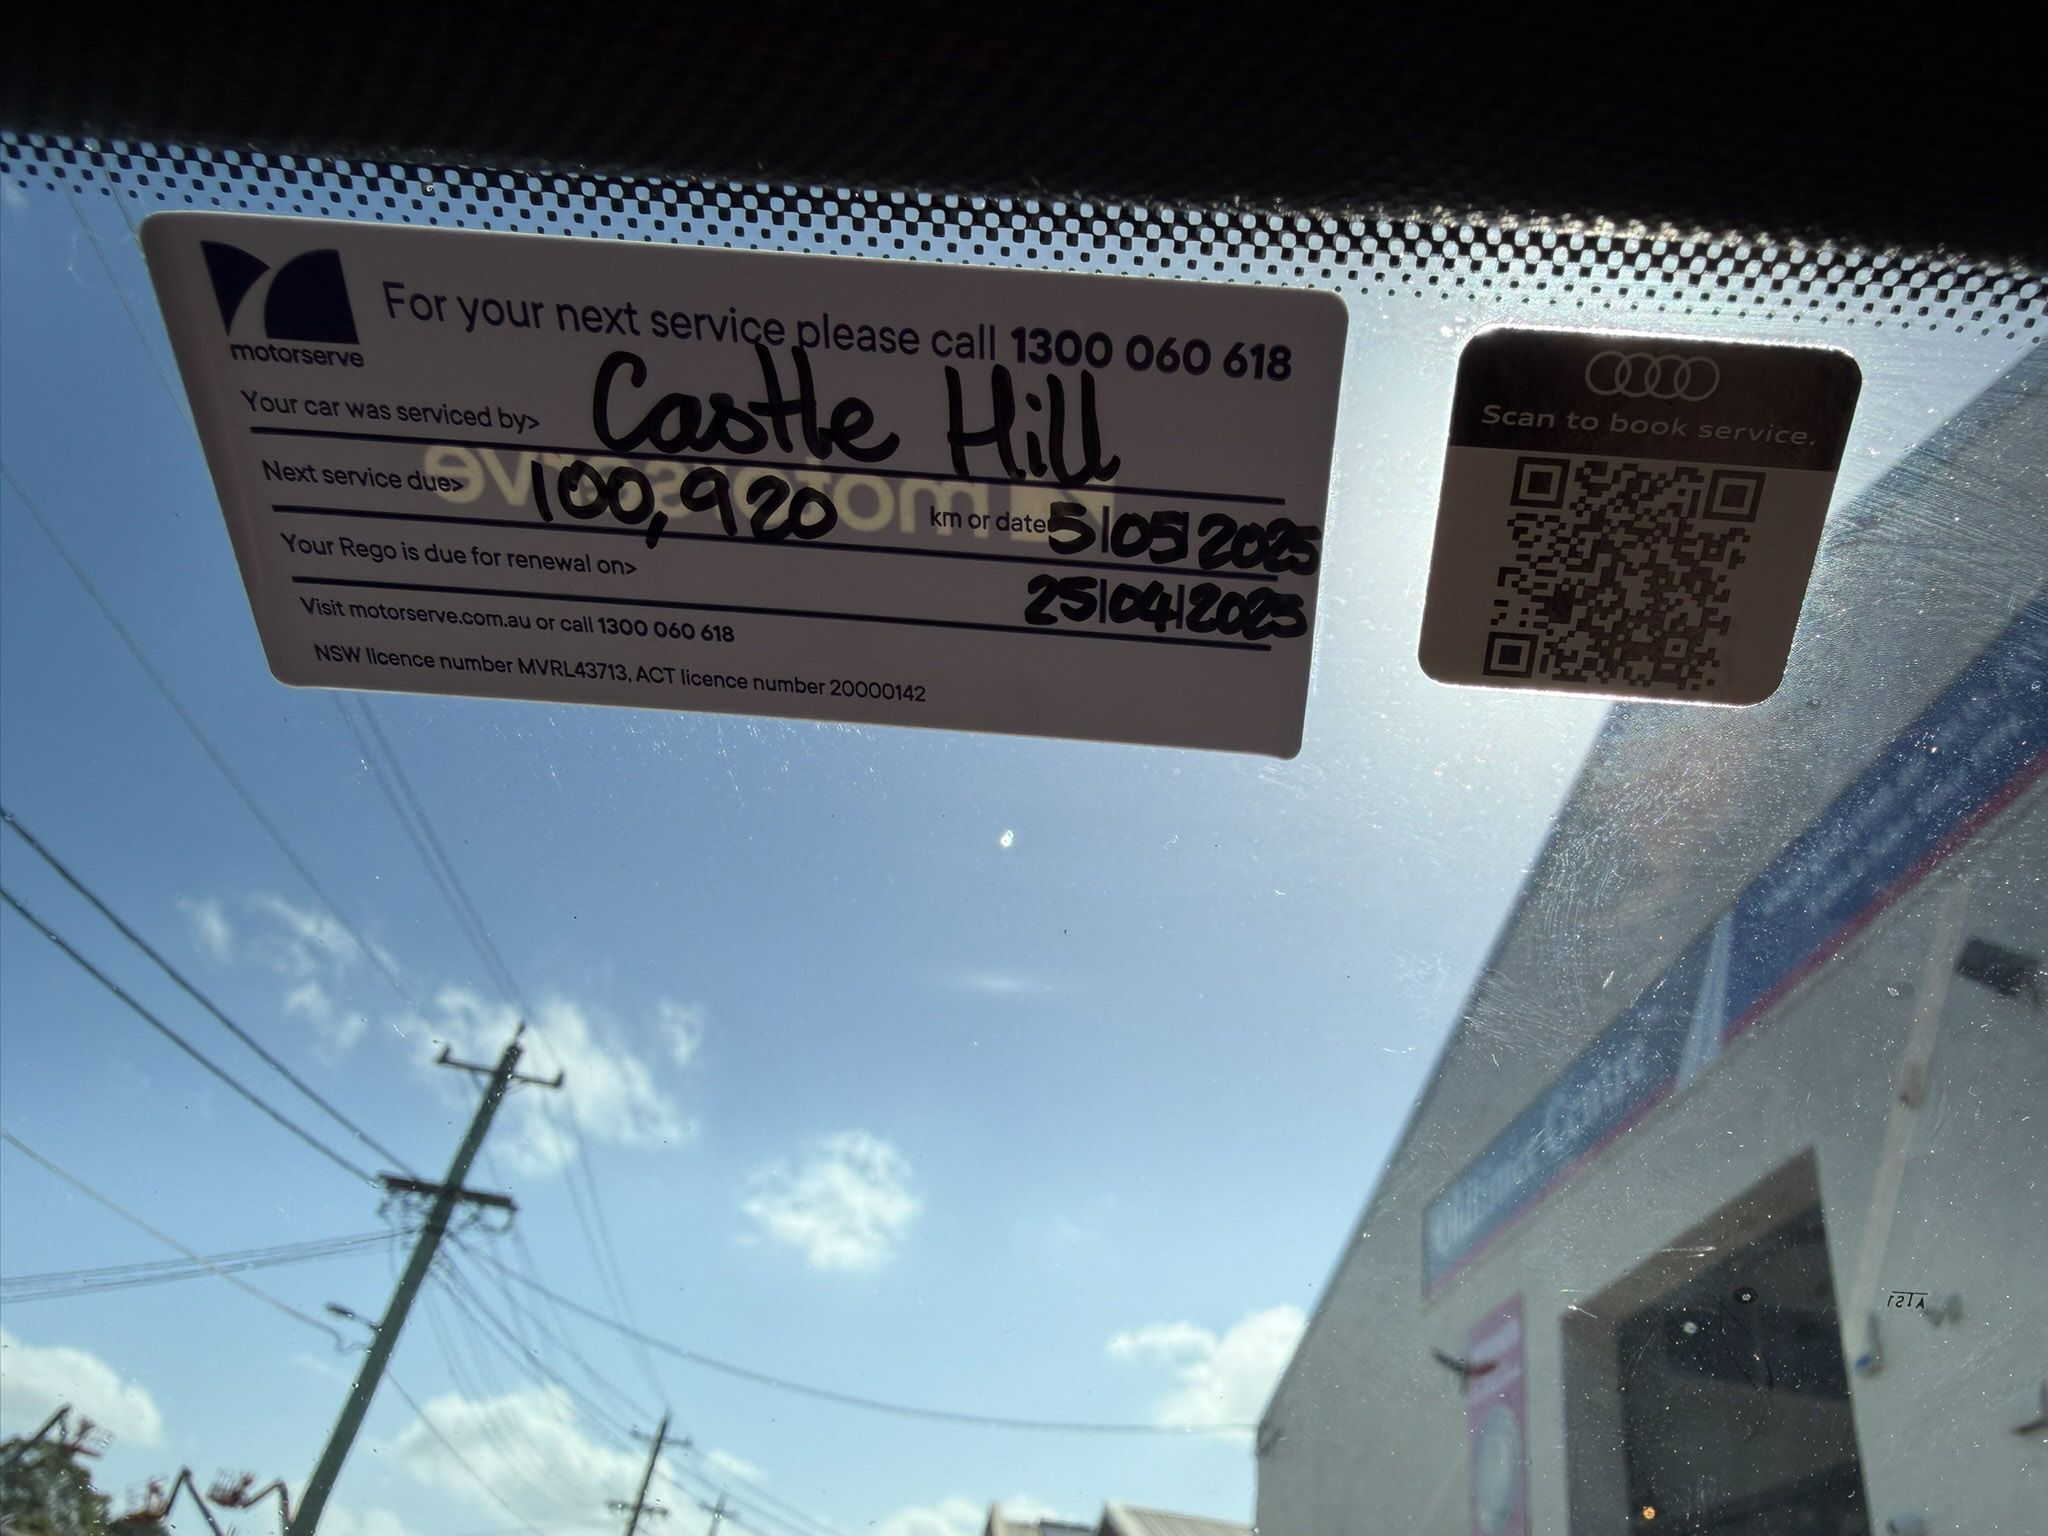 motorserve
For your next service please call 1300 060 618
Your car was serviced by> Castle Hill
Next service due> 100,920 km or date 5/05/2025
Your Rego is due for renewal on> 25/04/2025
Visit motorserve.com.au or call 1300 060 618
NSW licence number MVRL43713, ACT licence number 20000142
motorserve
Scan to book service.